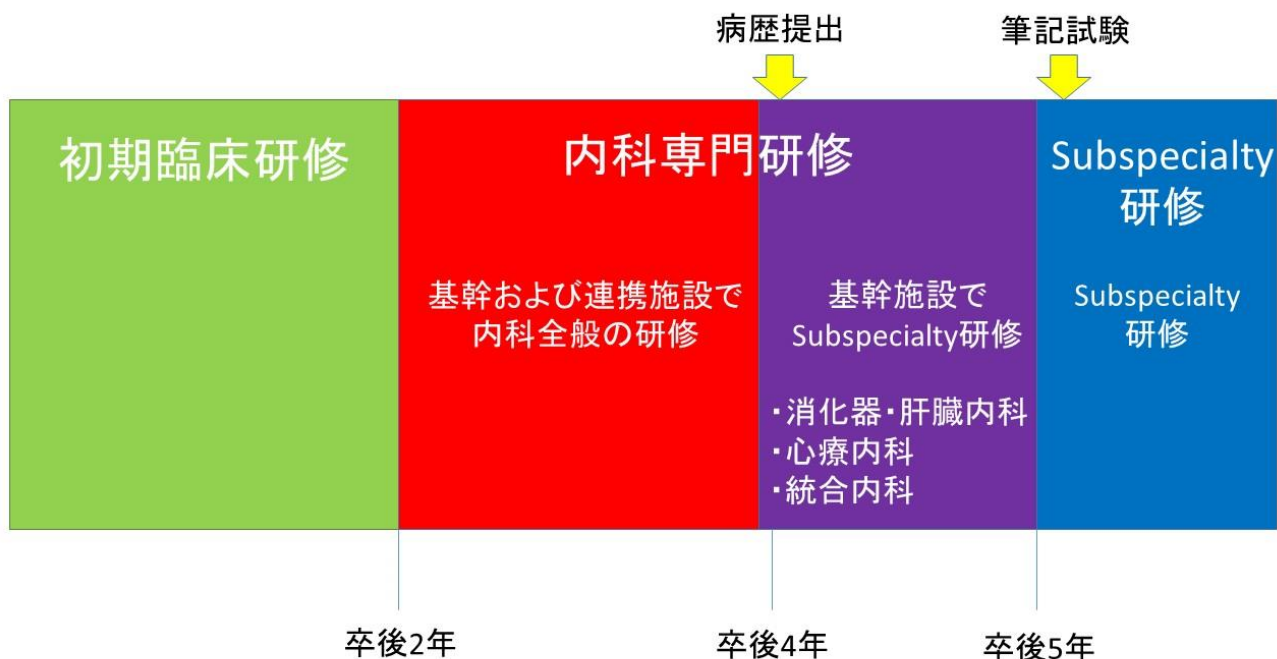 病歴提出
筆記試験
初期臨床研修
内科専門研修
Subspecialty
研修
基幹および連携施設で
内科全般の研修
基幹施設で
Subspecialty研修
Subspecialty
研修
・消化器・肝臓内科
・心療内科
・統合内科
卒後2年
卒後4年
卒後5年